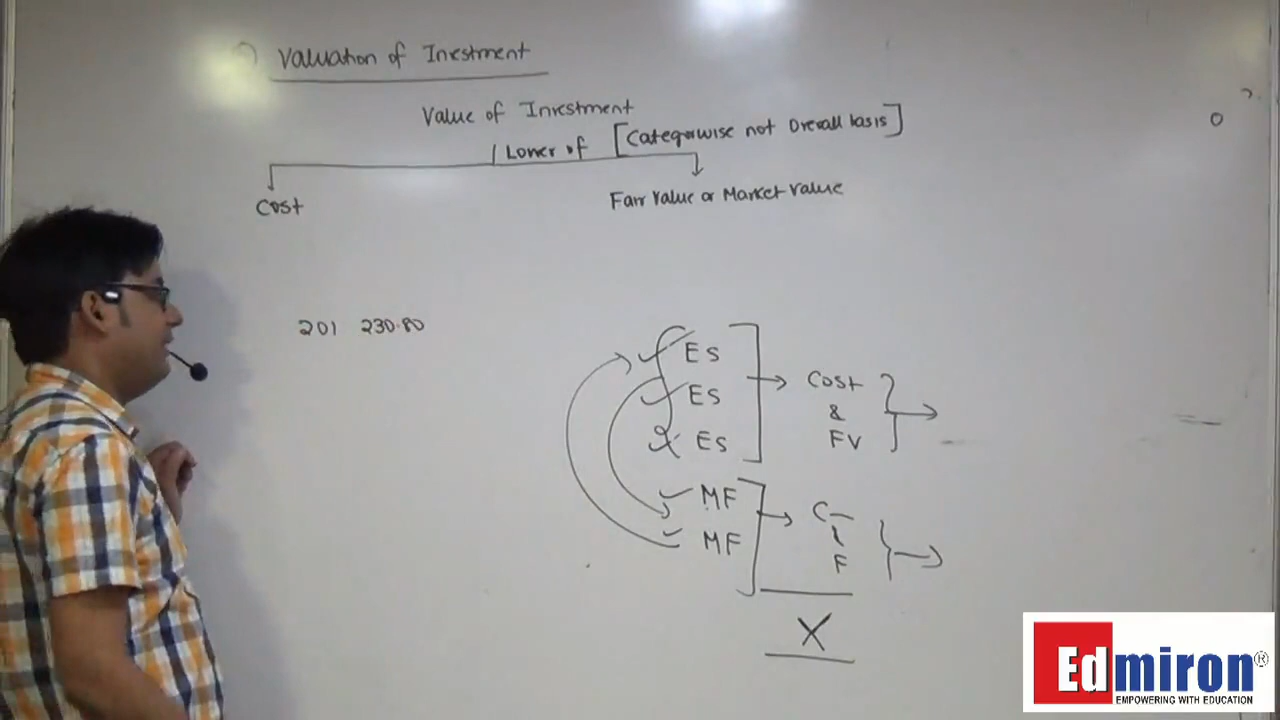 Valuation of Investment
Value of Investment
Lower of [Categorywise not Overall basis]
Cost
Fair Value or Market Value
201 230.80
ES
ES
ES
Cost
&
FV
MF
MF
C
&
F
X
Edmiron®
EMPOWERING WITH EDUCATION